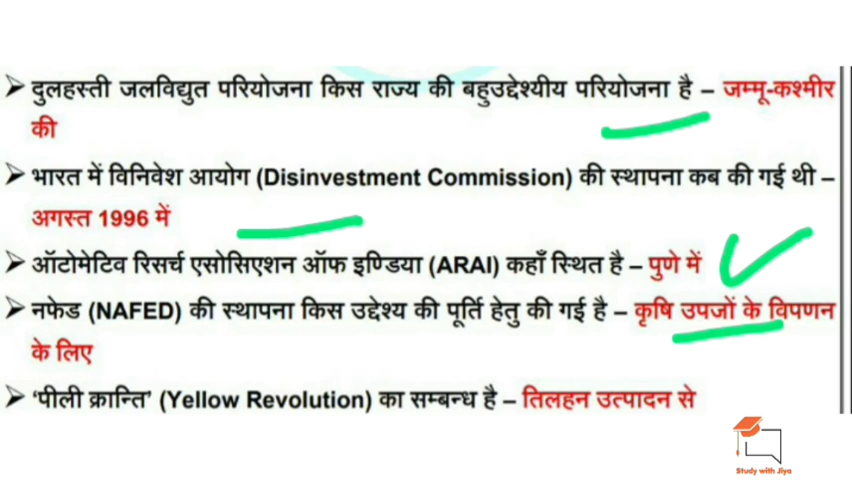 ➢ दुलहस्ती जलविद्युत परियोजना किस राज्य की बहुउद्देश्यीय परियोजना है – जम्मू-कश्मीर
की
➢ भारत में विनिवेश आयोग (Disinvestment Commission) की स्थापना कब की गई थी –
अगस्त 1996 में
➢ ऑटोमेटिव रिसर्च एसोसिएशन ऑफ इण्डिया (ARAI) कहाँ स्थित है – पुणे में
➢ नफेड (NAFED) की स्थापना किस उद्देश्य की पूर्ति हेतु की गई है – कृषि उपजों के विपणन
के लिए
➢ ‘पीली क्रान्ति’ (Yellow Revolution) का सम्बन्ध है – तिलहन उत्पादन से
Study with Jiya